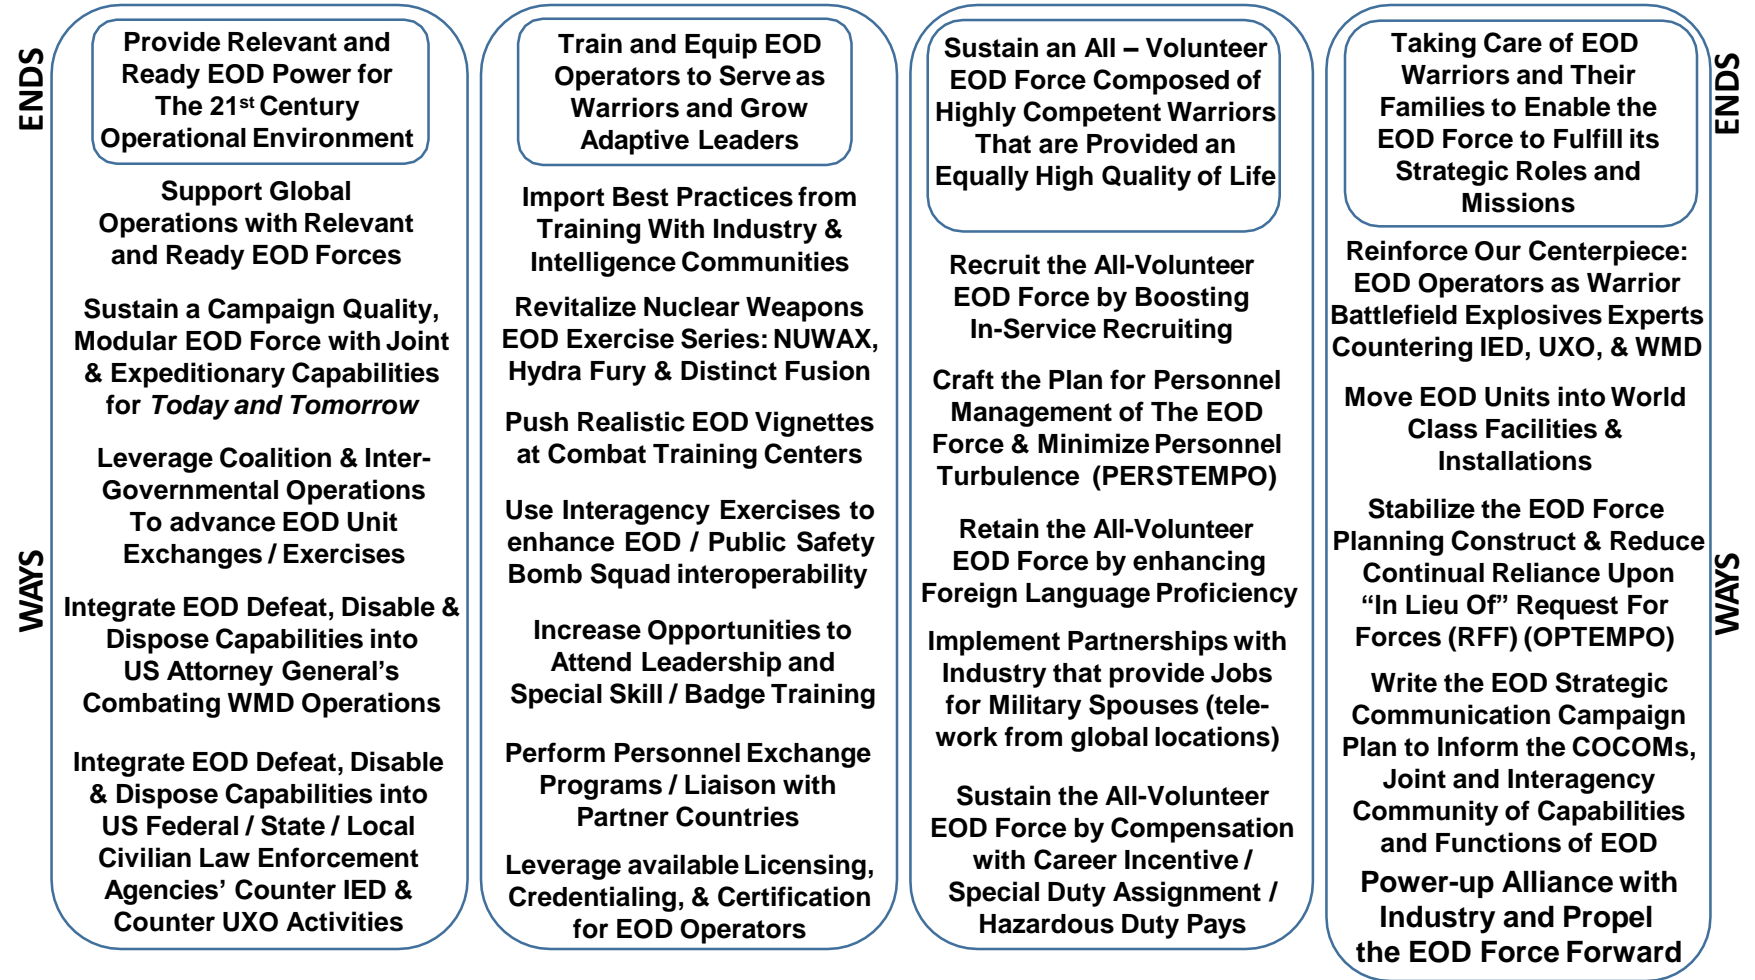 ENDS
WAYS
Provide Relevant and
Ready EOD Power for
The 21st Century
Operational Environment
Support Global
Operations with Relevant
and Ready EOD Forces
Sustain a Campaign Quality,
Modular EOD Force with Joint
& Expeditionary Capabilities
for Today and Tomorrow
Leverage Coalition & Inter-
Governmental Operations
To advance EOD Unit
Exchanges / Exercises
Integrate EOD Defeat, Disable &
Dispose Capabilities into
US Attorney General’s
Combating WMD Operations
Integrate EOD Defeat, Disable
& Dispose Capabilities into
US Federal / State / Local
Civilian Law Enforcement
Agencies’ Counter IED &
Counter UXO Activities
Train and Equip EOD
Operators to Serve as
Warriors and Grow
Adaptive Leaders
Import Best Practices from
Training With Industry &
Intelligence Communities
Revitalize Nuclear Weapons
EOD Exercise Series: NUWAX,
Hydra Fury & Distinct Fusion
Push Realistic EOD Vignettes
at Combat Training Centers
Use Interagency Exercises to
enhance EOD / Public Safety
Bomb Squad interoperability
Increase Opportunities to
Attend Leadership and
Special Skill / Badge Training
Perform Personnel Exchange
Programs / Liaison with
Partner Countries
Leverage available Licensing,
Credentialing, & Certification
for EOD Operators
Sustain an All – Volunteer
EOD Force Composed of
Highly Competent Warriors
That are Provided an
Equally High Quality of Life
Recruit the All-Volunteer
EOD Force by Boosting
In-Service Recruiting
Craft the Plan for Personnel
Management of The EOD
Force & Minimize Personnel
Turbulence (PERSTEMPO)
Retain the All-Volunteer
EOD Force by enhancing
Foreign Language Proficiency
Implement Partnerships with
Industry that provide Jobs
for Military Spouses (tele-
work from global locations)
Sustain the All-Volunteer
EOD Force by Compensation
with Career Incentive /
Special Duty Assignment /
Hazardous Duty Pays
Taking Care of EOD
Warriors and Their
Families to Enable the
EOD Force to Fulfill its
Strategic Roles and
Missions
Reinforce Our Centerpiece:
EOD Operators as Warrior
Battlefield Explosives Experts
Countering IED, UXO, & WMD
Move EOD Units into World
Class Facilities &
Installations
Stabilize the EOD Force
Planning Construct & Reduce
Continual Reliance Upon
“In Lieu Of” Request For
Forces (RFF) (OPTEMPO)
Write the EOD Strategic
Communication Campaign
Plan to Inform the COCOMs,
Joint and Interagency
Community of Capabilities
and Functions of EOD
Power-up Alliance with
Industry and Propel
the EOD Force Forward
ENDS
WAYS